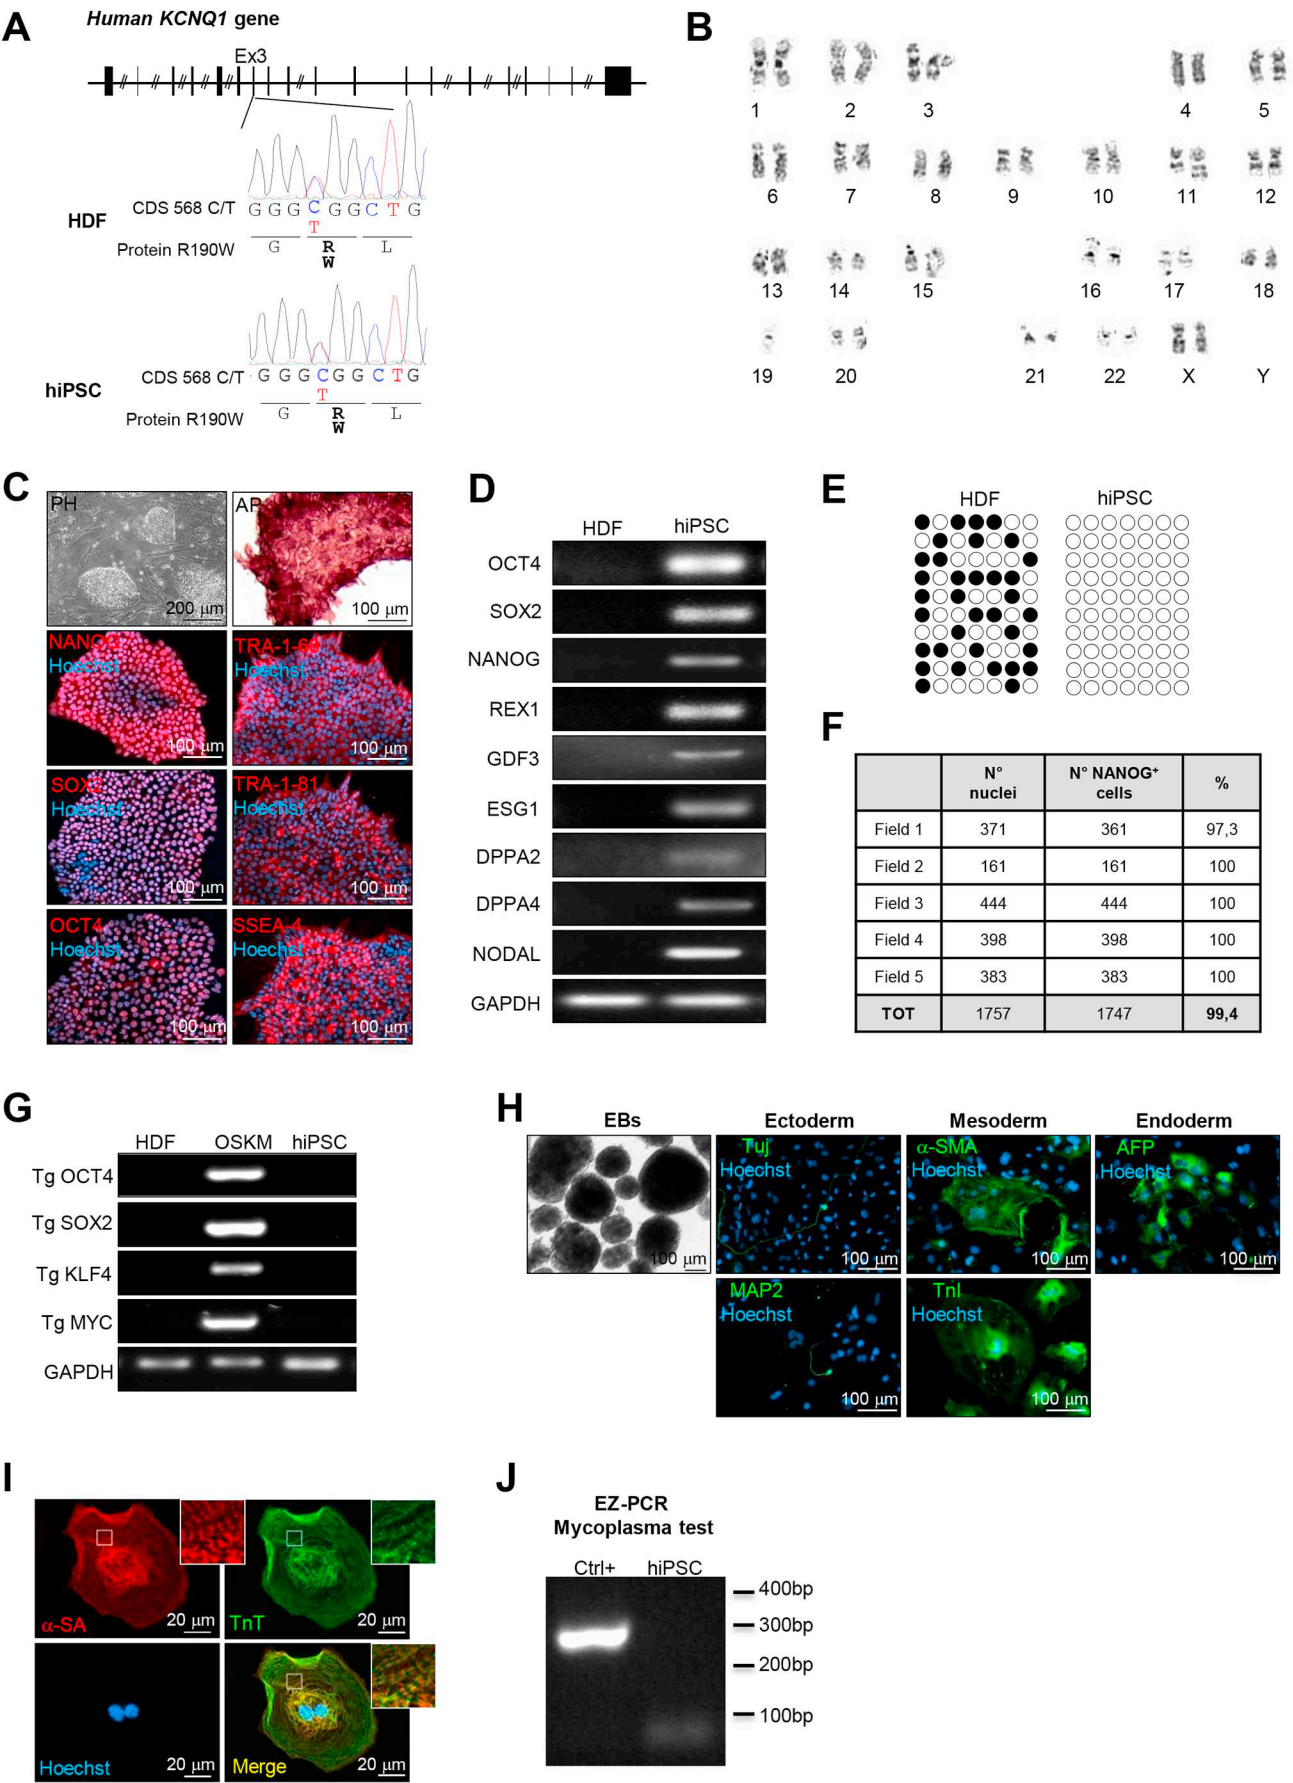 A
Human KCNQ1 gene
Ex3
HDF
CDS 568 C/T
G G G C G G C T G
T
Protein R190W
G R L
W
hiPSC
CDS 568 C/T
G G G C G G C T G
T
Protein R190W
G R L
W
B
1 2 3 4 5
6 7 8 9 10 11 12
13 14 15 16 17 18
19 20 21 22 X Y
C
PH
200 µm
AP
100 µm
NANOG
Hoechst
100 µm
TRA-1-60
Hoechst
100 µm
SOX2
Hoechst
100 µm
TRA-1-81
Hoechst
100 µm
OCT4
Hoechst
100 µm
SSEA-4
Hoechst
100 µm
D
HDF hiPSC
OCT4
SOX2
NANOG
REX1
GDF3
ESG1
DPPA2
DPPA4
NODAL
GAPDH
E
HDF hiPSC
F
N° nuclei N° NANOG+ cells %
Field 1 371 361 97,3
Field 2 161 161 100
Field 3 444 444 100
Field 4 398 398 100
Field 5 383 383 100
TOT 1757 1747 99,4
G
HDF OSKM hiPSC
Tg OCT4
Tg SOX2
Tg KLF4
Tg MYC
GAPDH
H
EBs Ectoderm Mesoderm Endoderm
100 µm
Tuj
Hoechst
100 µm
α-SMA
Hoechst
100 µm
AFP
Hoechst
100 µm
MAP2
Hoechst
100 µm
TnI
Hoechst
100 µm
I
α-SA
20 µm
TnT
20 µm
Hoechst
20 µm
Merge
20 µm
J
EZ-PCR
Mycoplasma test
Ctrl+ hiPSC
400bp
300bp
200bp
100bp